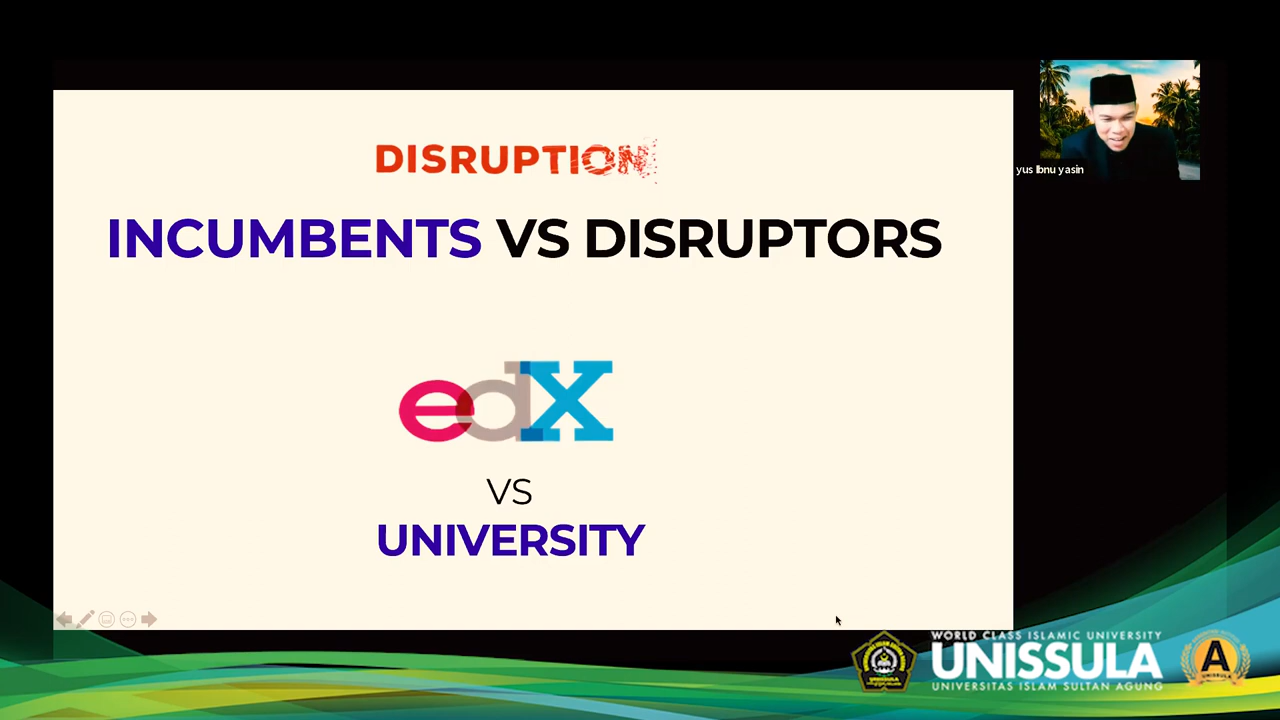 DISRUPTION
INCUMBENTS VS DISRUPTORS
edX
VS
UNIVERSITY
yus Ibnu yasin
WORLD CLASS ISLAMIC UNIVERSITY
UNISSULA
UNIVERSITAS ISLAM SULTAN AGUNG
A
UNISSULA